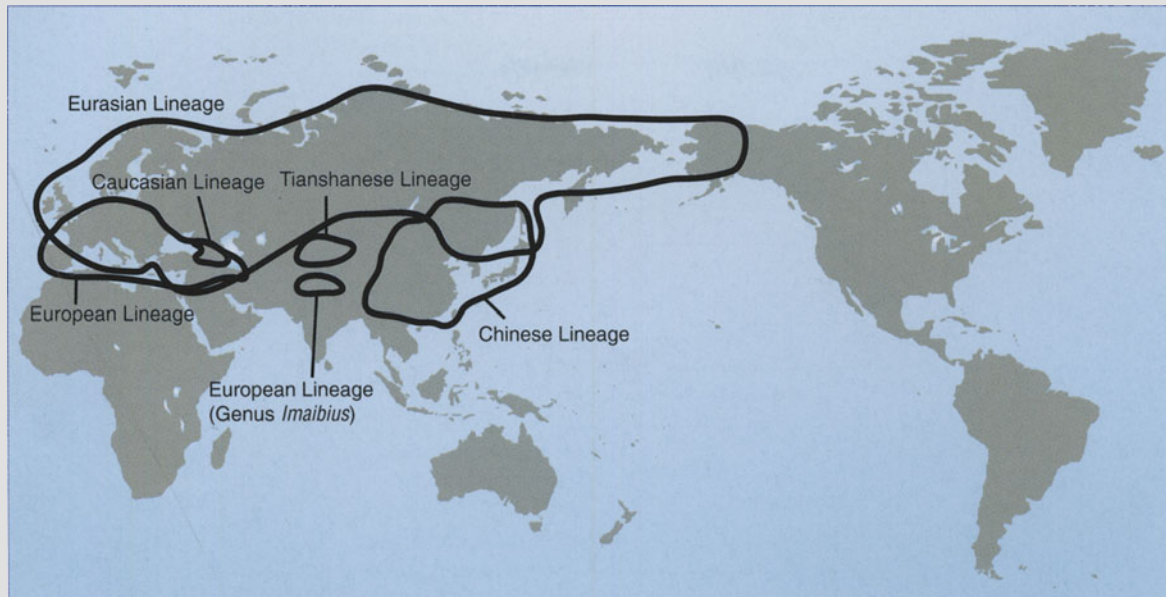 Eurasian Lineage
Caucasian Lineage
Tianshanese Lineage
European Lineage
Chinese Lineage
European Lineage
(Genus Imaibius)